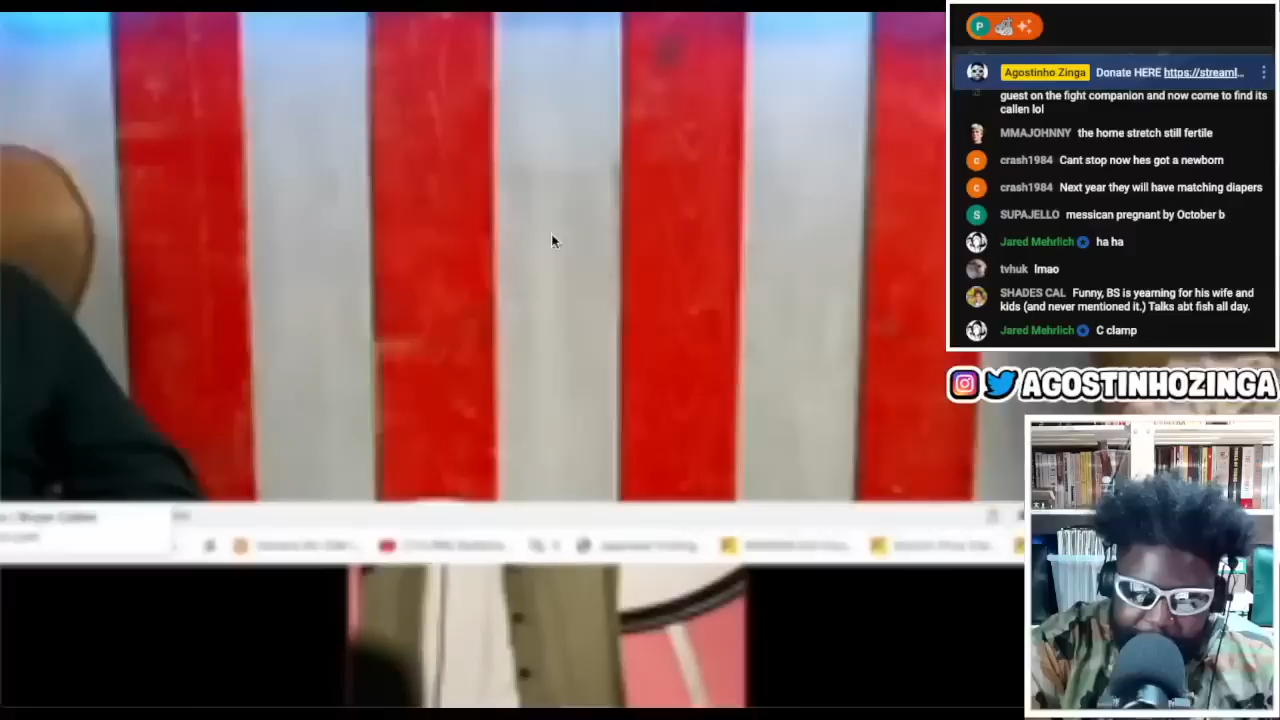 P
Agostinho Zinga Donate HERE https://streaml...
guest on the fight companion and now come to find its
callen lol
MMAJOHNNY the home stretch still fertile
c crash1984 Cant stop now hes got a newborn
c crash1984 Next year they will have matching diapers
S SUPAJELLO messican pregnant by October b
Jared Mehrlich ha ha
tvhuk lmao
SHADES CAL Funny, BS is yearning for his wife and
kids (and never mentioned it.) Talks abt fish all day.
Jared Mehrlich C clamp
AGOSTINHOZINGA